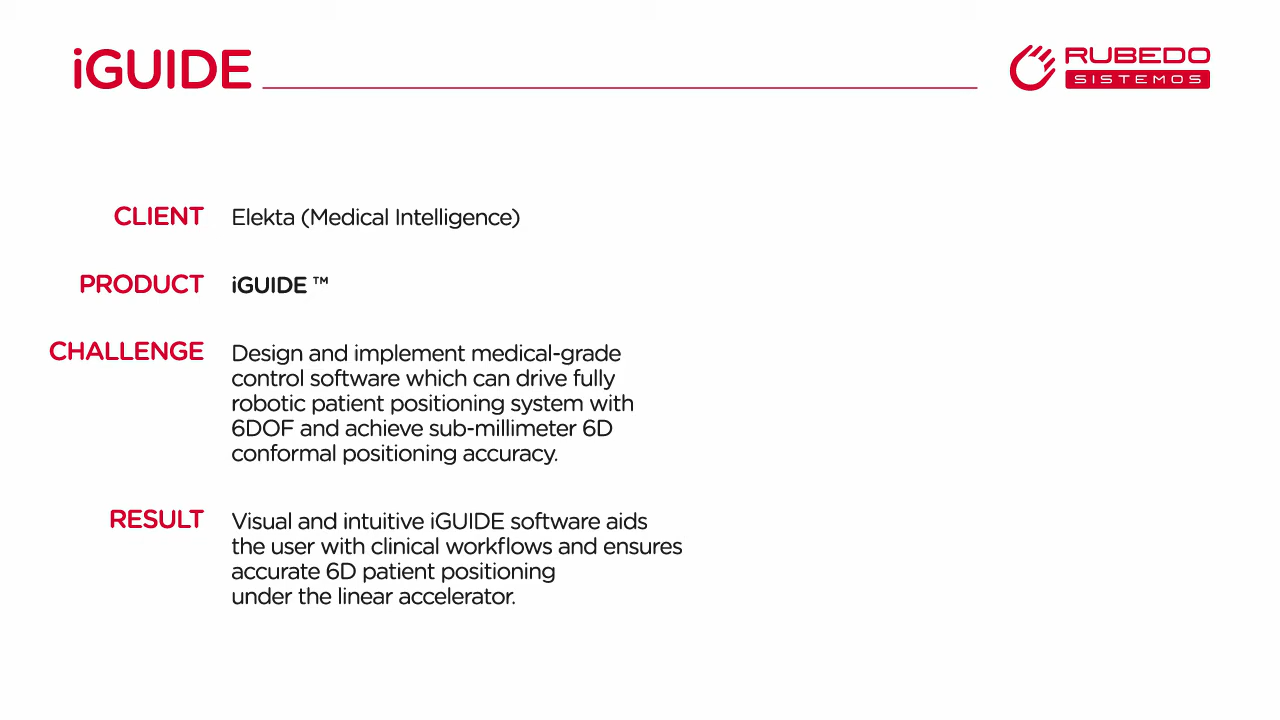 iGUIDE
RUBEDO
SISTEMOS
CLIENT Elekta (Medical Intelligence)
PRODUCT iGUIDE ™
CHALLENGE Design and implement medical-grade
control software which can drive fully
robotic patient positioning system with
6DOF and achieve sub-millimeter 6D
conformal positioning accuracy.
RESULT Visual and intuitive iGUIDE software aids
the user with clinical workflows and ensures
accurate 6D patient positioning
under the linear accelerator.